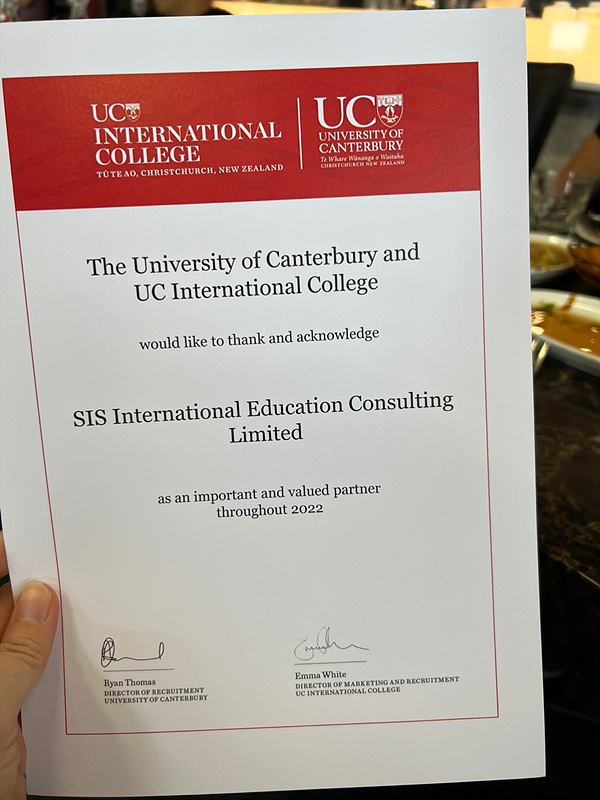 UC
INTERNATIONAL
COLLEGE
TŪTE AO, CHRISTCHURCH, NEW ZEALAND
UC
UNIVERSITY OF
CANTERBURY
Te Whare Wānanga o Waitaha
CHRISTCHURCH NEW ZEALAND
The University of Canterbury and
UC International College
would like to thank and acknowledge
SIS International Education Consulting
Limited
as an important and valued partner
throughout 2022
Ryan Thomas
DIRECTOR OF RECRUITMENT
UNIVERSITY OF CANTERBURY
Emma White
DIRECTOR OF MARKETING AND RECRUITMENT
UC INTERNATIONAL COLLEGE